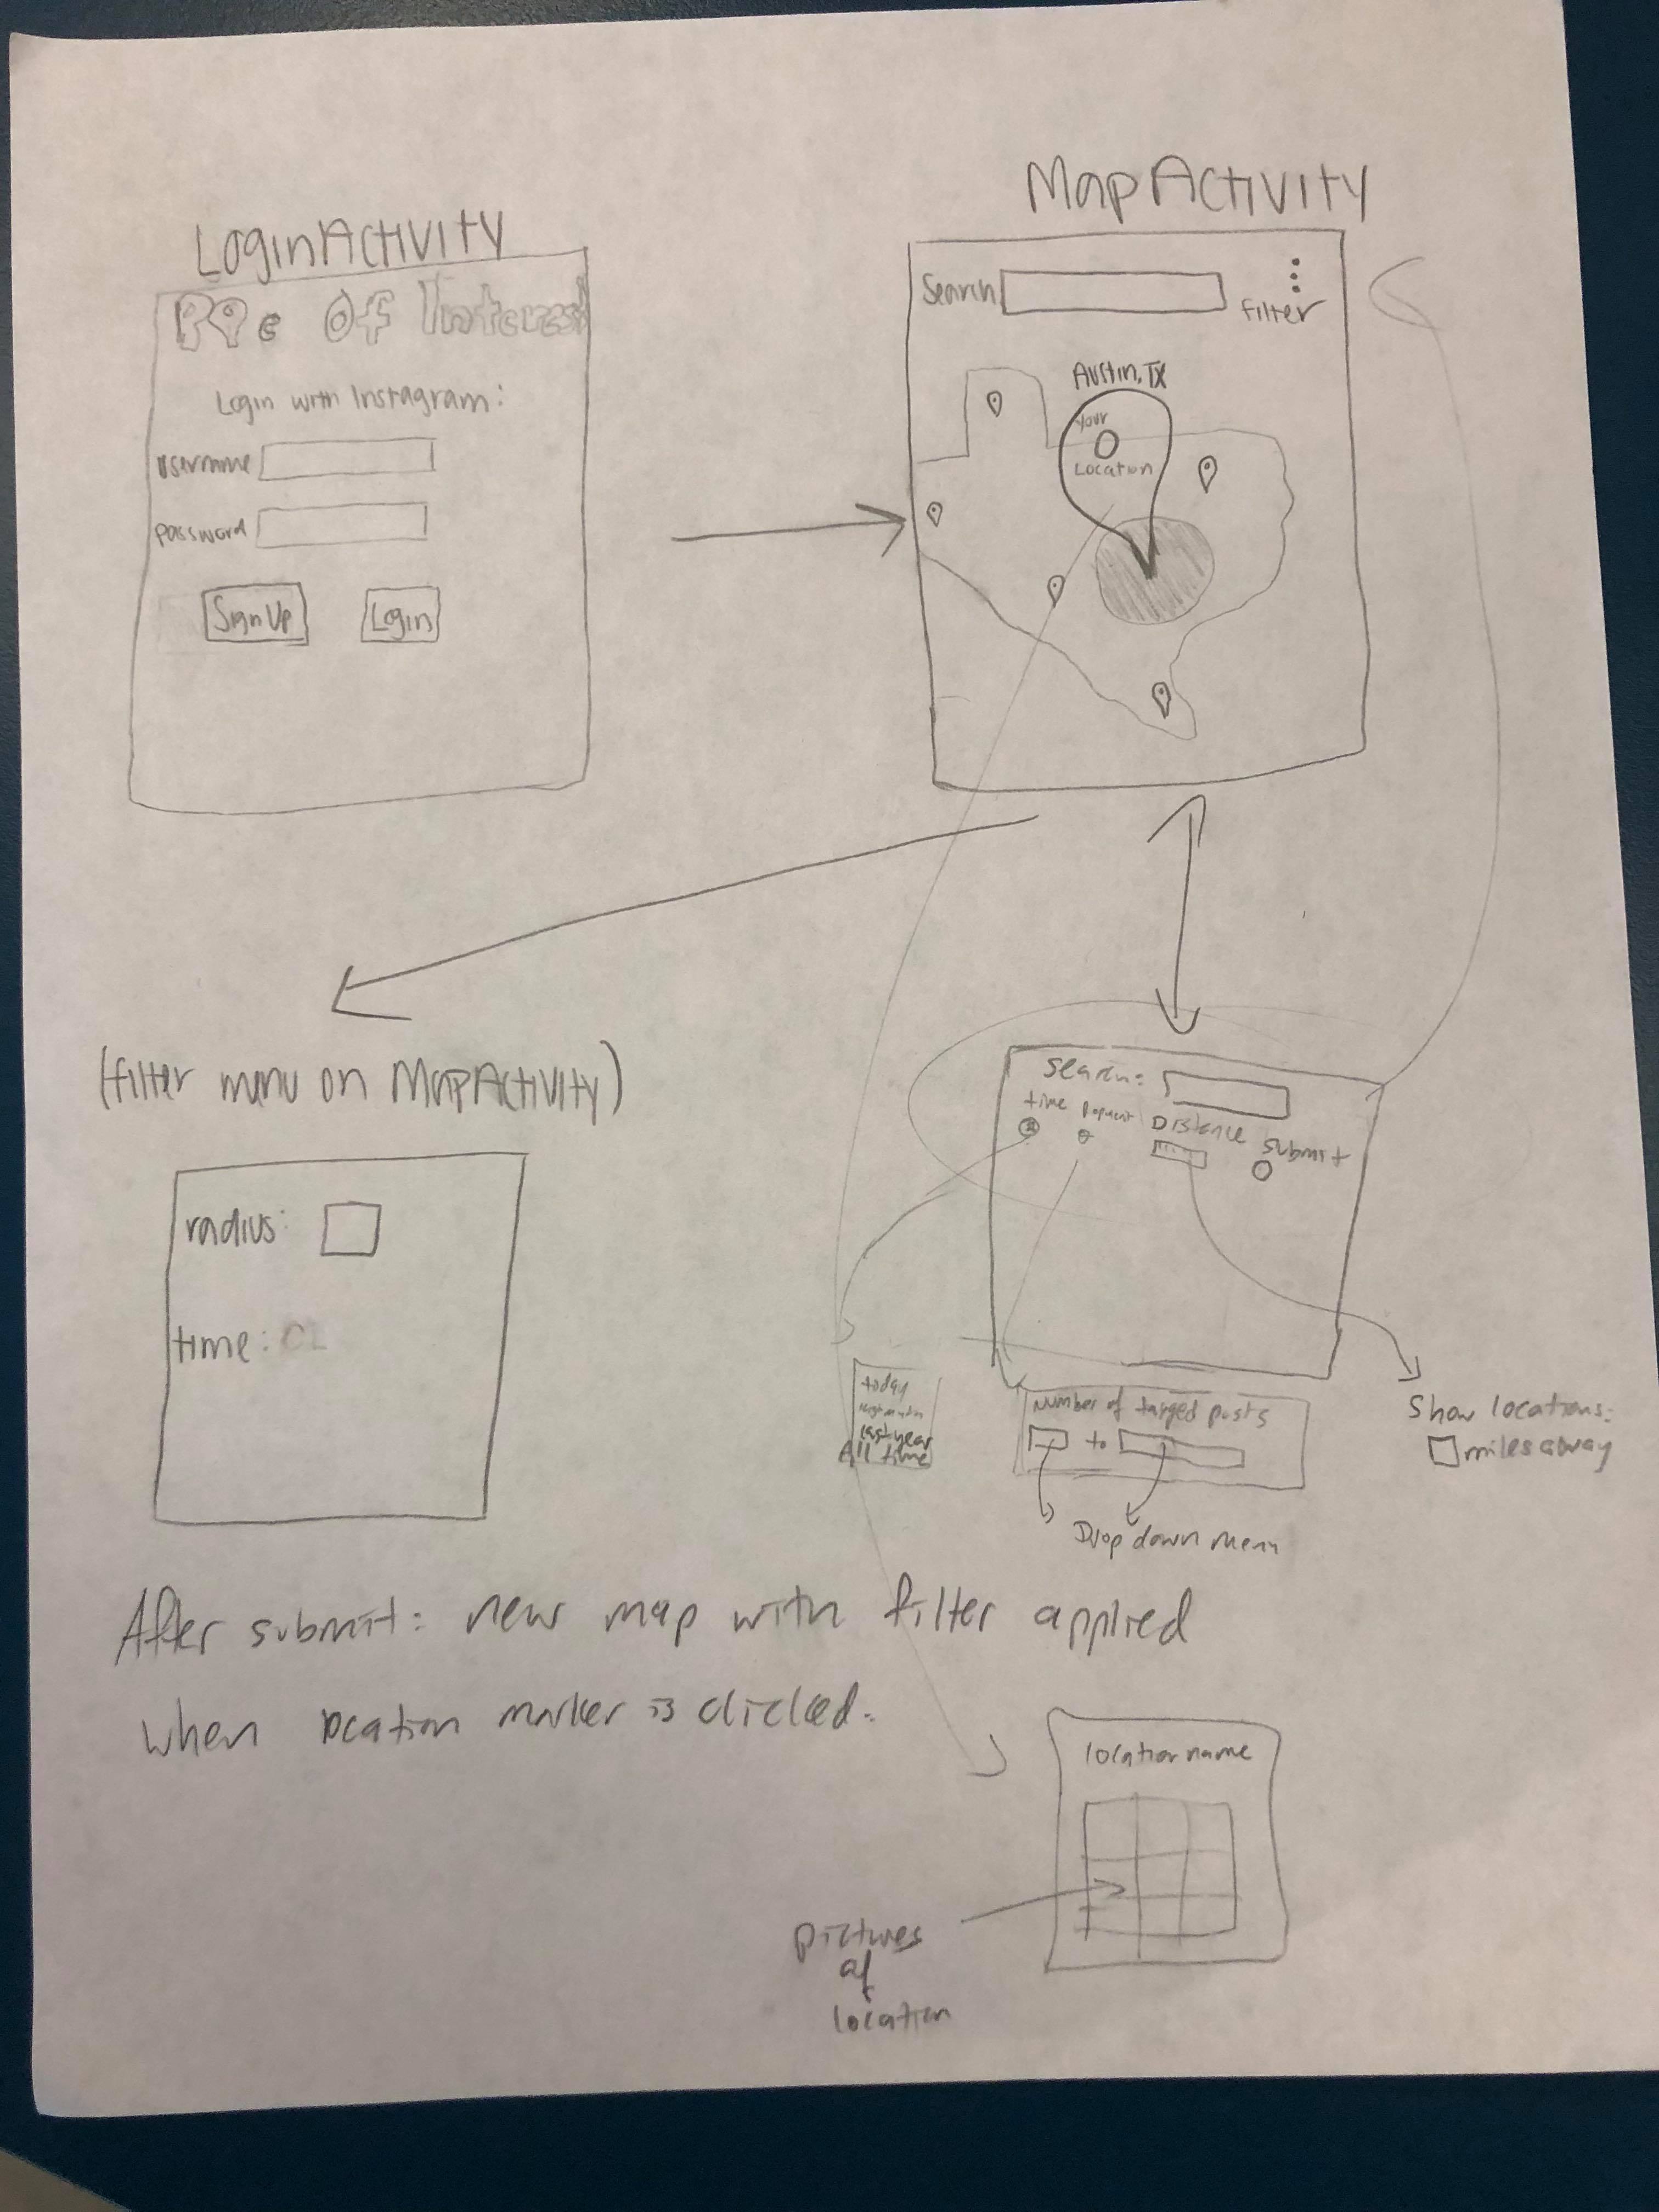 LoginActivity
Pic Of Interest
Login with Instagram:
username
password
Sign Up
Login
MapActivity
Search
filter
Austin, TX
Your
Location
(filter menu on MapActivity)
radius:
time:
Search:
time
Distance
submit
today
last year
All time
Number of tagged posts
to
Drop down menu
Show locations:
miles away
After submit: new map with filter applied
when location marker is clicked:
location name
pictures
of
location